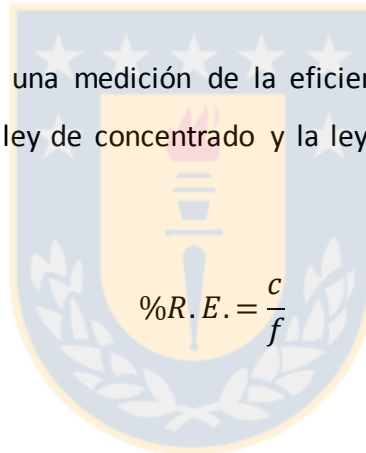 una medición de la eficien
ley de concentrado y la ley
%R.E. = c/f